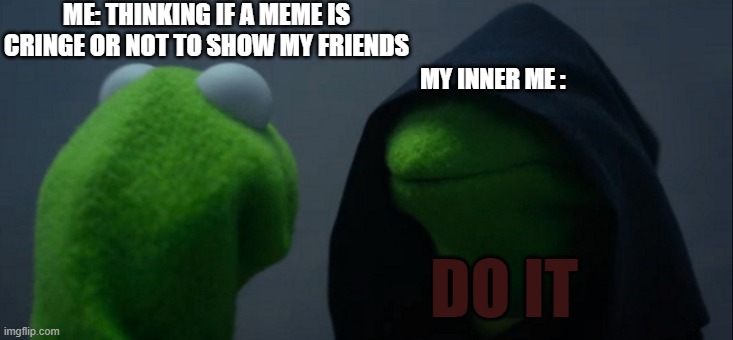 ME: THINKING IF A MEME IS
CRINGE OR NOT TO SHOW MY FRIENDS
MY INNER ME :
DO IT
imgflip.com